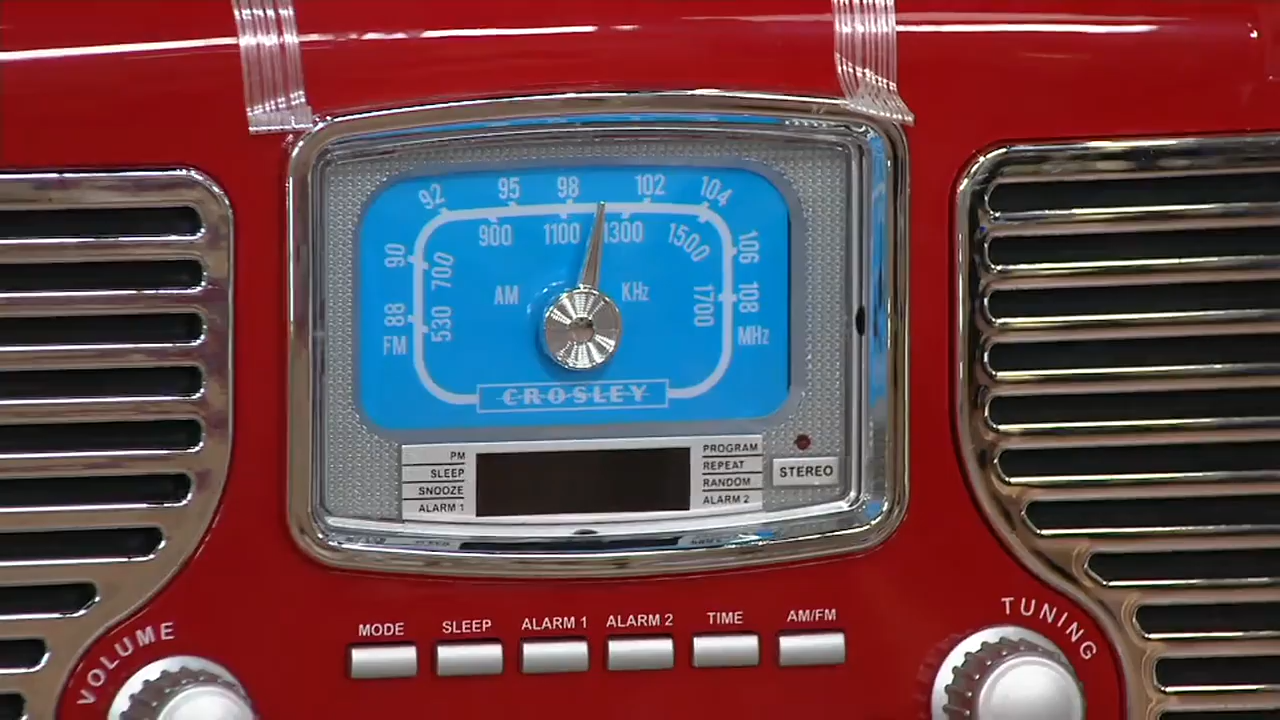 92 95 98 102 104
900 1100 1300 1500
90 700 106
AM KHz
88 530 1700 108
FM MHz
CROSLEY
PM
SLEEP
SNOOZE
ALARM 1
PROGRAM
REPEAT
RANDOM
ALARM 2
STEREO
MODE SLEEP ALARM 1 ALARM 2 TIME AM/FM
VOLUME
TUNING